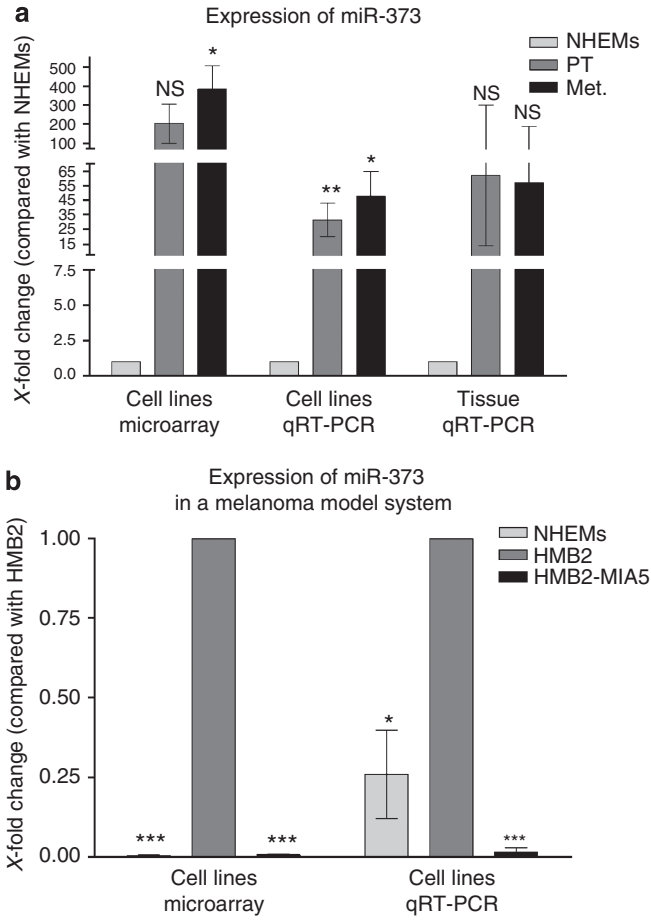 a
Expression of miR-373
X-fold change (compared with NHEMs)
NHEMs
PT
Met.
500
400
300
200
100
65
55
45
35
25
15
7.5
5.0
2.5
0.0
NS
*
**
*
NS
NS
Cell lines
microarray
Cell lines
qRT-PCR
Tissue
qRT-PCR
b
Expression of miR-373
in a melanoma model system
X-fold change (compared with HMB2)
NHEMs
HMB2
HMB2-MIA5
1.00
0.75
0.50
0.25
0.00
***
***
*
***
Cell lines
microarray
Cell lines
qRT-PCR